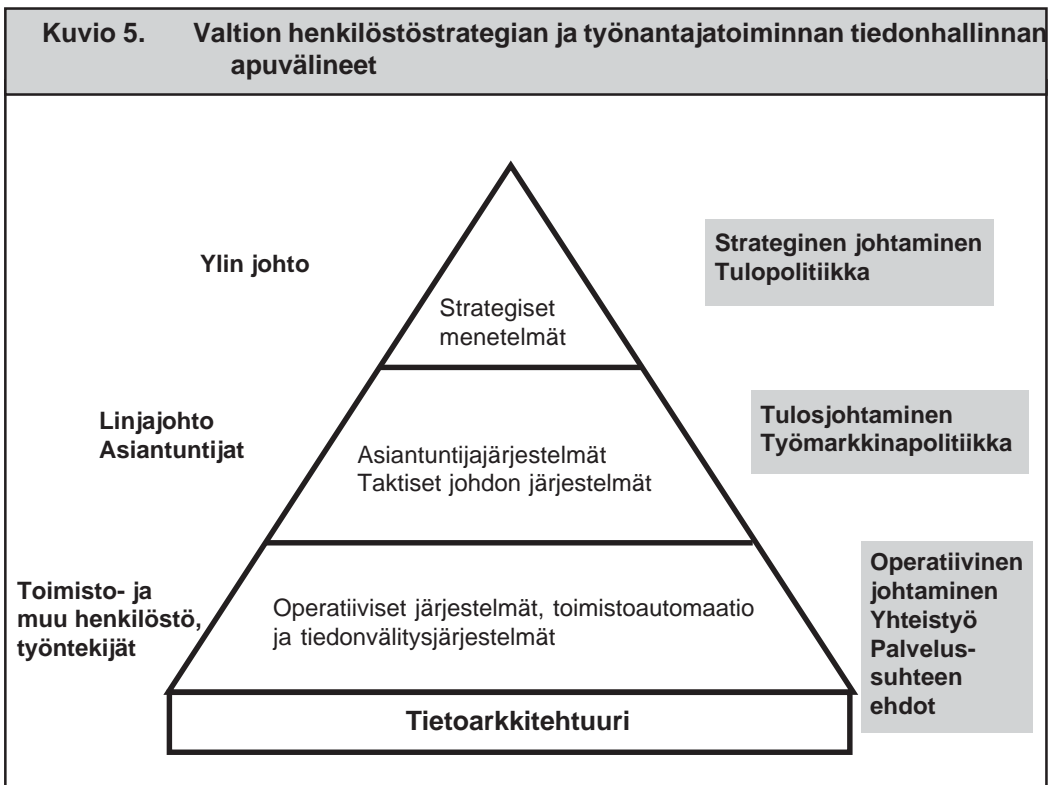 Kuvio 5. Valtion henkilöstöstrategian ja työnantajatoiminnan tiedonhallinnan
apuvälineet
Ylin johto
Strategiset
menetelmät
Strateginen johtaminen
Tulopolitiikka
Linjajohto
Asiantuntijat
Asiantuntijajärjestelmät
Taktiset johdon järjestelmät
Tulosjohtaminen
Työmarkkinapolitiikka
Toimisto- ja
muu henkilöstö,
työntekijät
Operatiiviset järjestelmät, toimistoautomaatio
ja tiedonvälitysjärjestelmät
Operatiivinen
johtaminen
Yhteistyö
Palvelus-
suhteen
ehdot
Tietoarkkitehtuuri